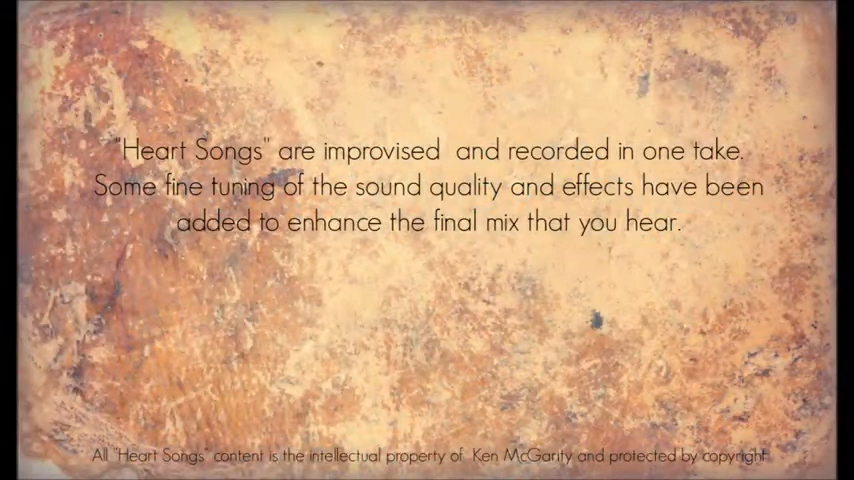 "Heart Songs" are improvised and recorded in one take.
Some fine tuning of the sound quality and effects have been
added to enhance the final mix that you hear.
All "Heart Songs" content is the intellectual property of Ken McGarity and protected by copyright